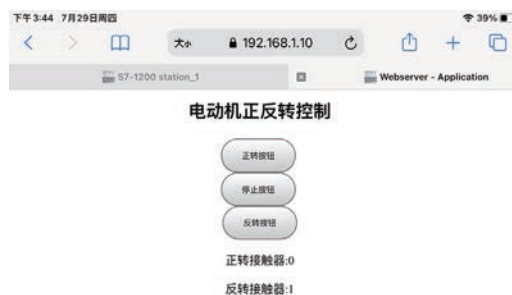 下午3:44 7月29日周四 39%
大小 192.168.1.10
S7-1200 station_1 Webserver - Application
电动机正反转控制
正转按钮
停止按钮
反转按钮
正转接触器:0
反转接触器:1